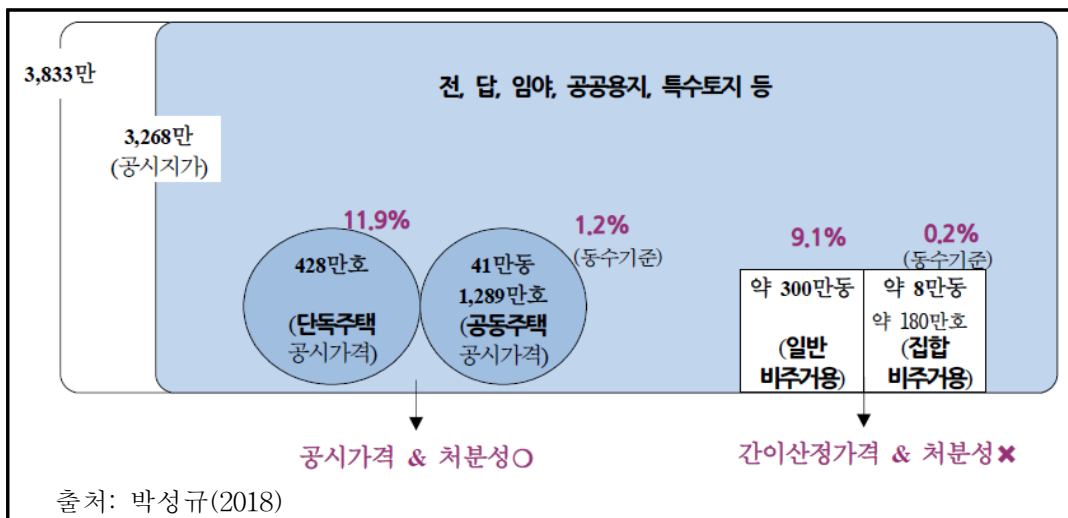 3,833만
전, 답, 임야, 공공용지, 특수토지 등
3,268만
(공시지가)
11.9%
428만호
(단독주택
공시가격)
1.2%
(동수기준)
41만동
1,289만호
(공동주택
공시가격)
9.1%
약 300만동
(일반
비주거용)
0.2%
(동수기준)
약 8만동
약 180만호
(집합
비주거용)
공시가격 & 처분성○
간이산정가격 & 처분성✖
출처: 박성규(2018)